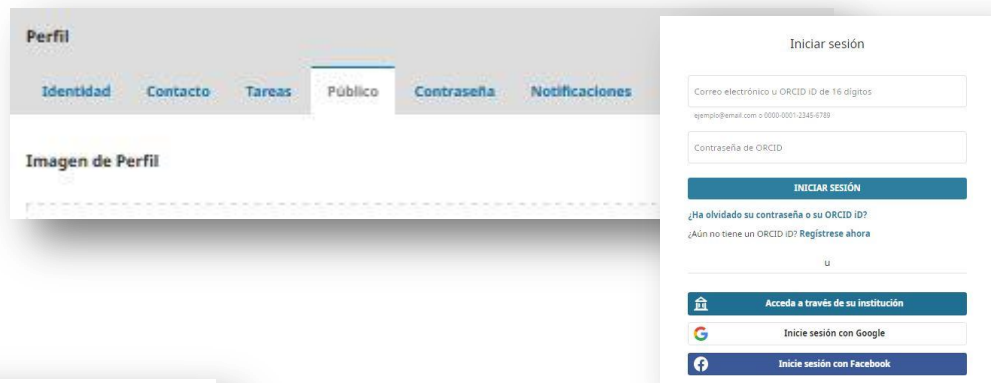 Perfil
Identidad Contacto Tareas Público Contraseña Notificaciones
Imagen de Perfil
Iniciar sesión
Correo electrónico u ORCID iD de 16 dígitos
ejemplo@email.com o 0000-0001-2345-6789
Contraseña de ORCID
INICIAR SESIÓN
¿Ha olvidado su contraseña o su ORCID iD?
¿Aún no tiene un ORCID iD? Regístrese ahora
u
Acceda a través de su institución
Inicie sesión con Google
Inicie sesión con Facebook